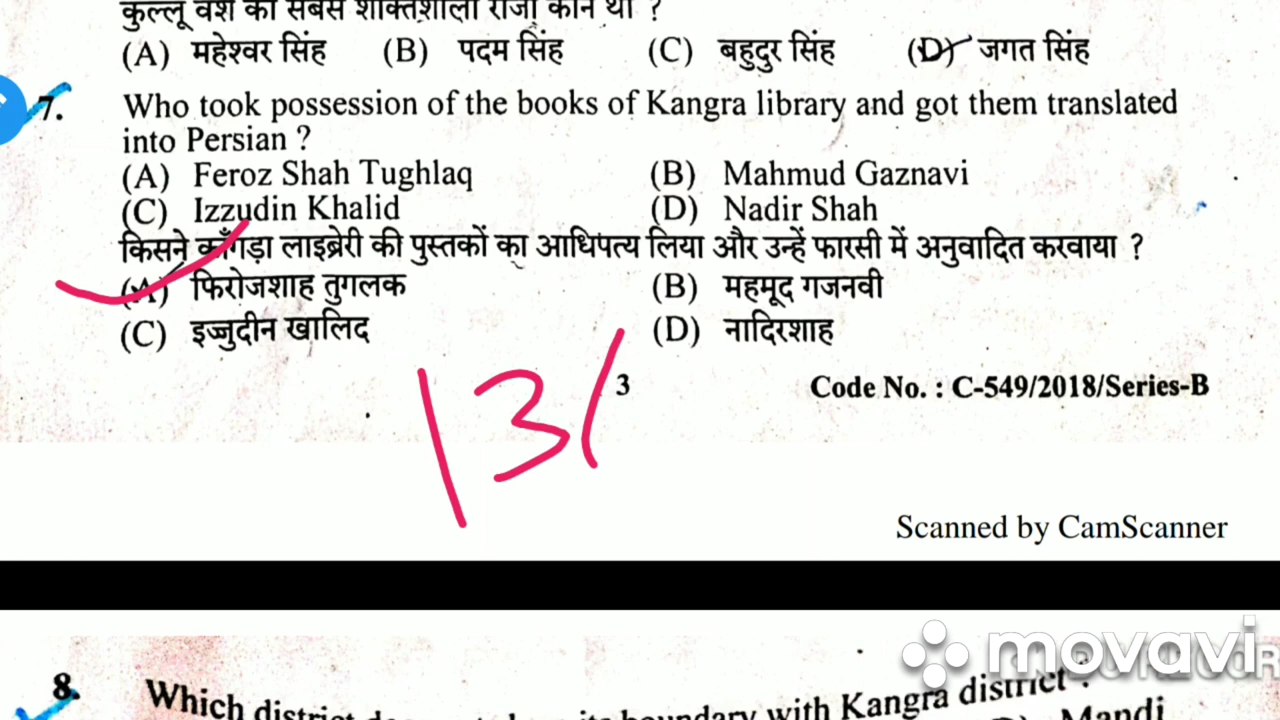 कुल्लू वंश का सबसे शक्तिशाली राजा कौन था ?
(A) महेश्वर सिंह (B) पदम सिंह (C) बहुदुर सिंह (D) जगत सिंह
7. Who took possession of the books of Kangra library and got them translated
into Persian ?
(A) Feroz Shah Tughlaq (B) Mahmud Gaznavi
(C) Izzudin Khalid (D) Nadir Shah
किसने काँगड़ा लाइब्रेरी की पुस्तकों का आधिपत्य लिया और उन्हें फारसी में अनुवादित करवाया ?
(A) फिरोजशाह तुगलक (B) महमूद गजनवी
(C) इज्जुदीन खालिद (D) नादिरशाह
3 Code No. : C-549/2018/Series-B
Scanned by CamScanner
movavi
8. Which district boundary with Kangra district ?
Mandi